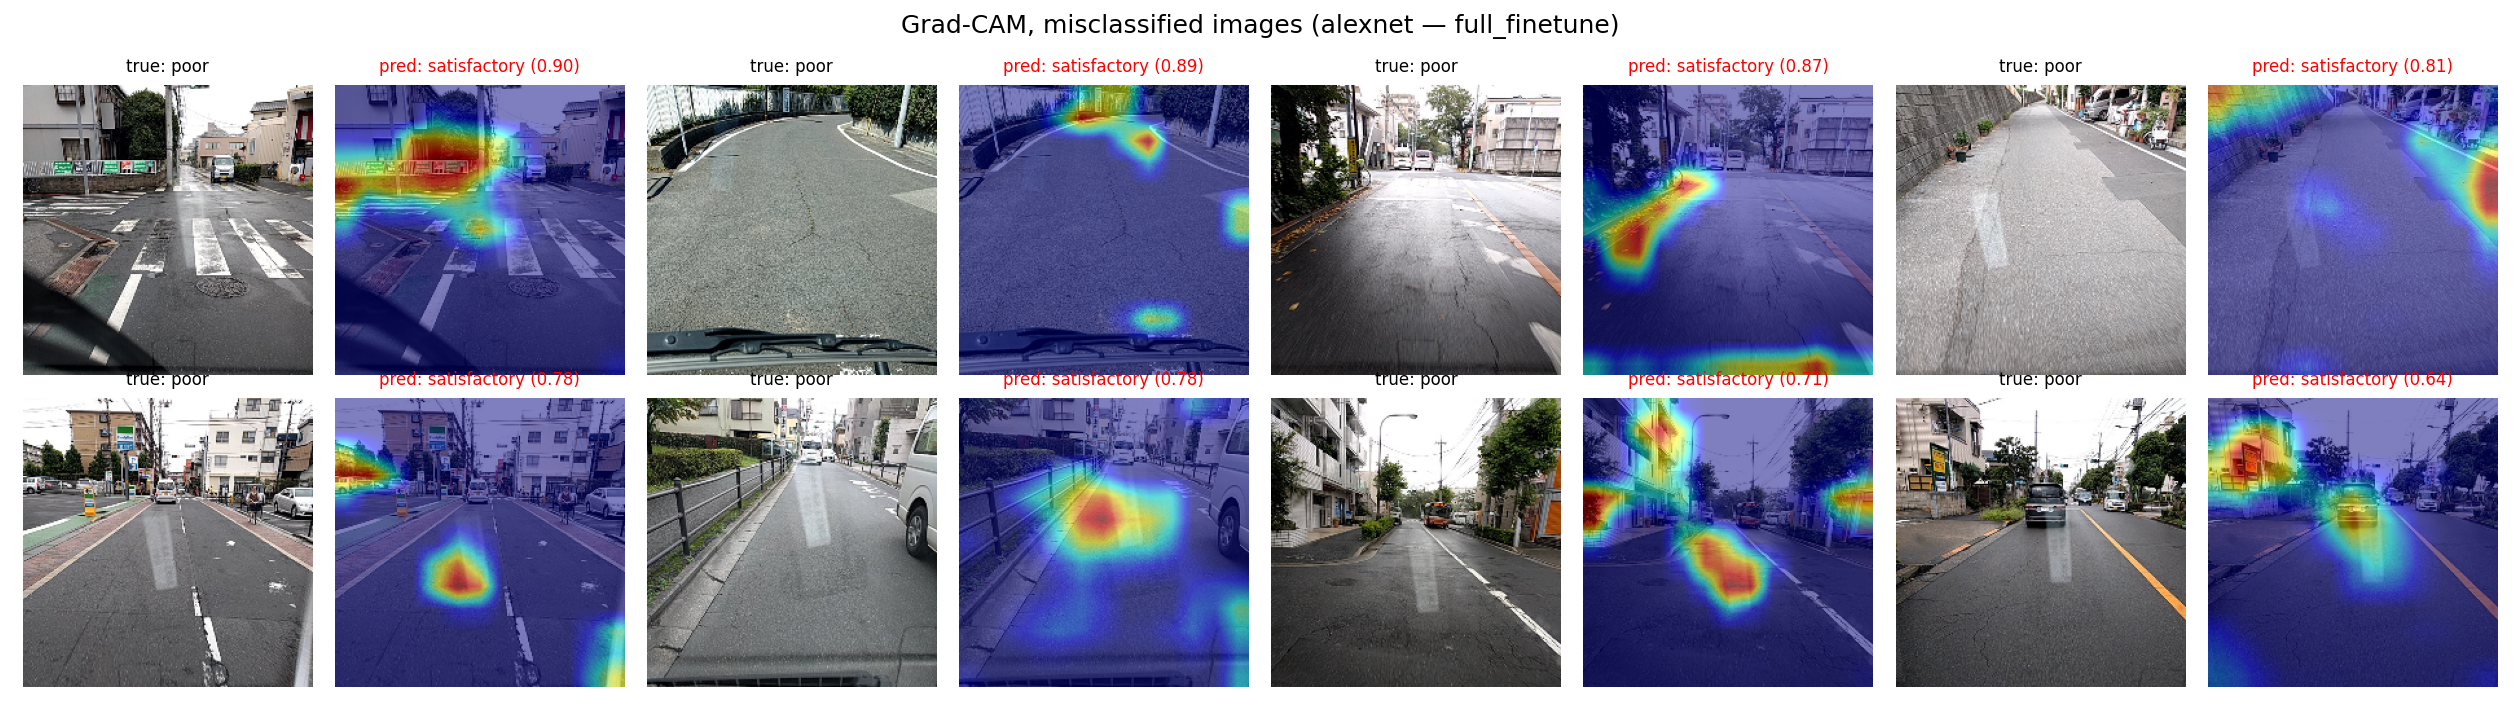 Grad-CAM, misclassified images (alexnet — full_finetune)
true: poor
pred: satisfactory (0.90)
true: poor
pred: satisfactory (0.89)
true: poor
pred: satisfactory (0.87)
true: poor
pred: satisfactory (0.81)
true: poor
pred: satisfactory (0.78)
true: poor
pred: satisfactory (0.78)
true: poor
pred: satisfactory (0.71)
true: poor
pred: satisfactory (0.64)